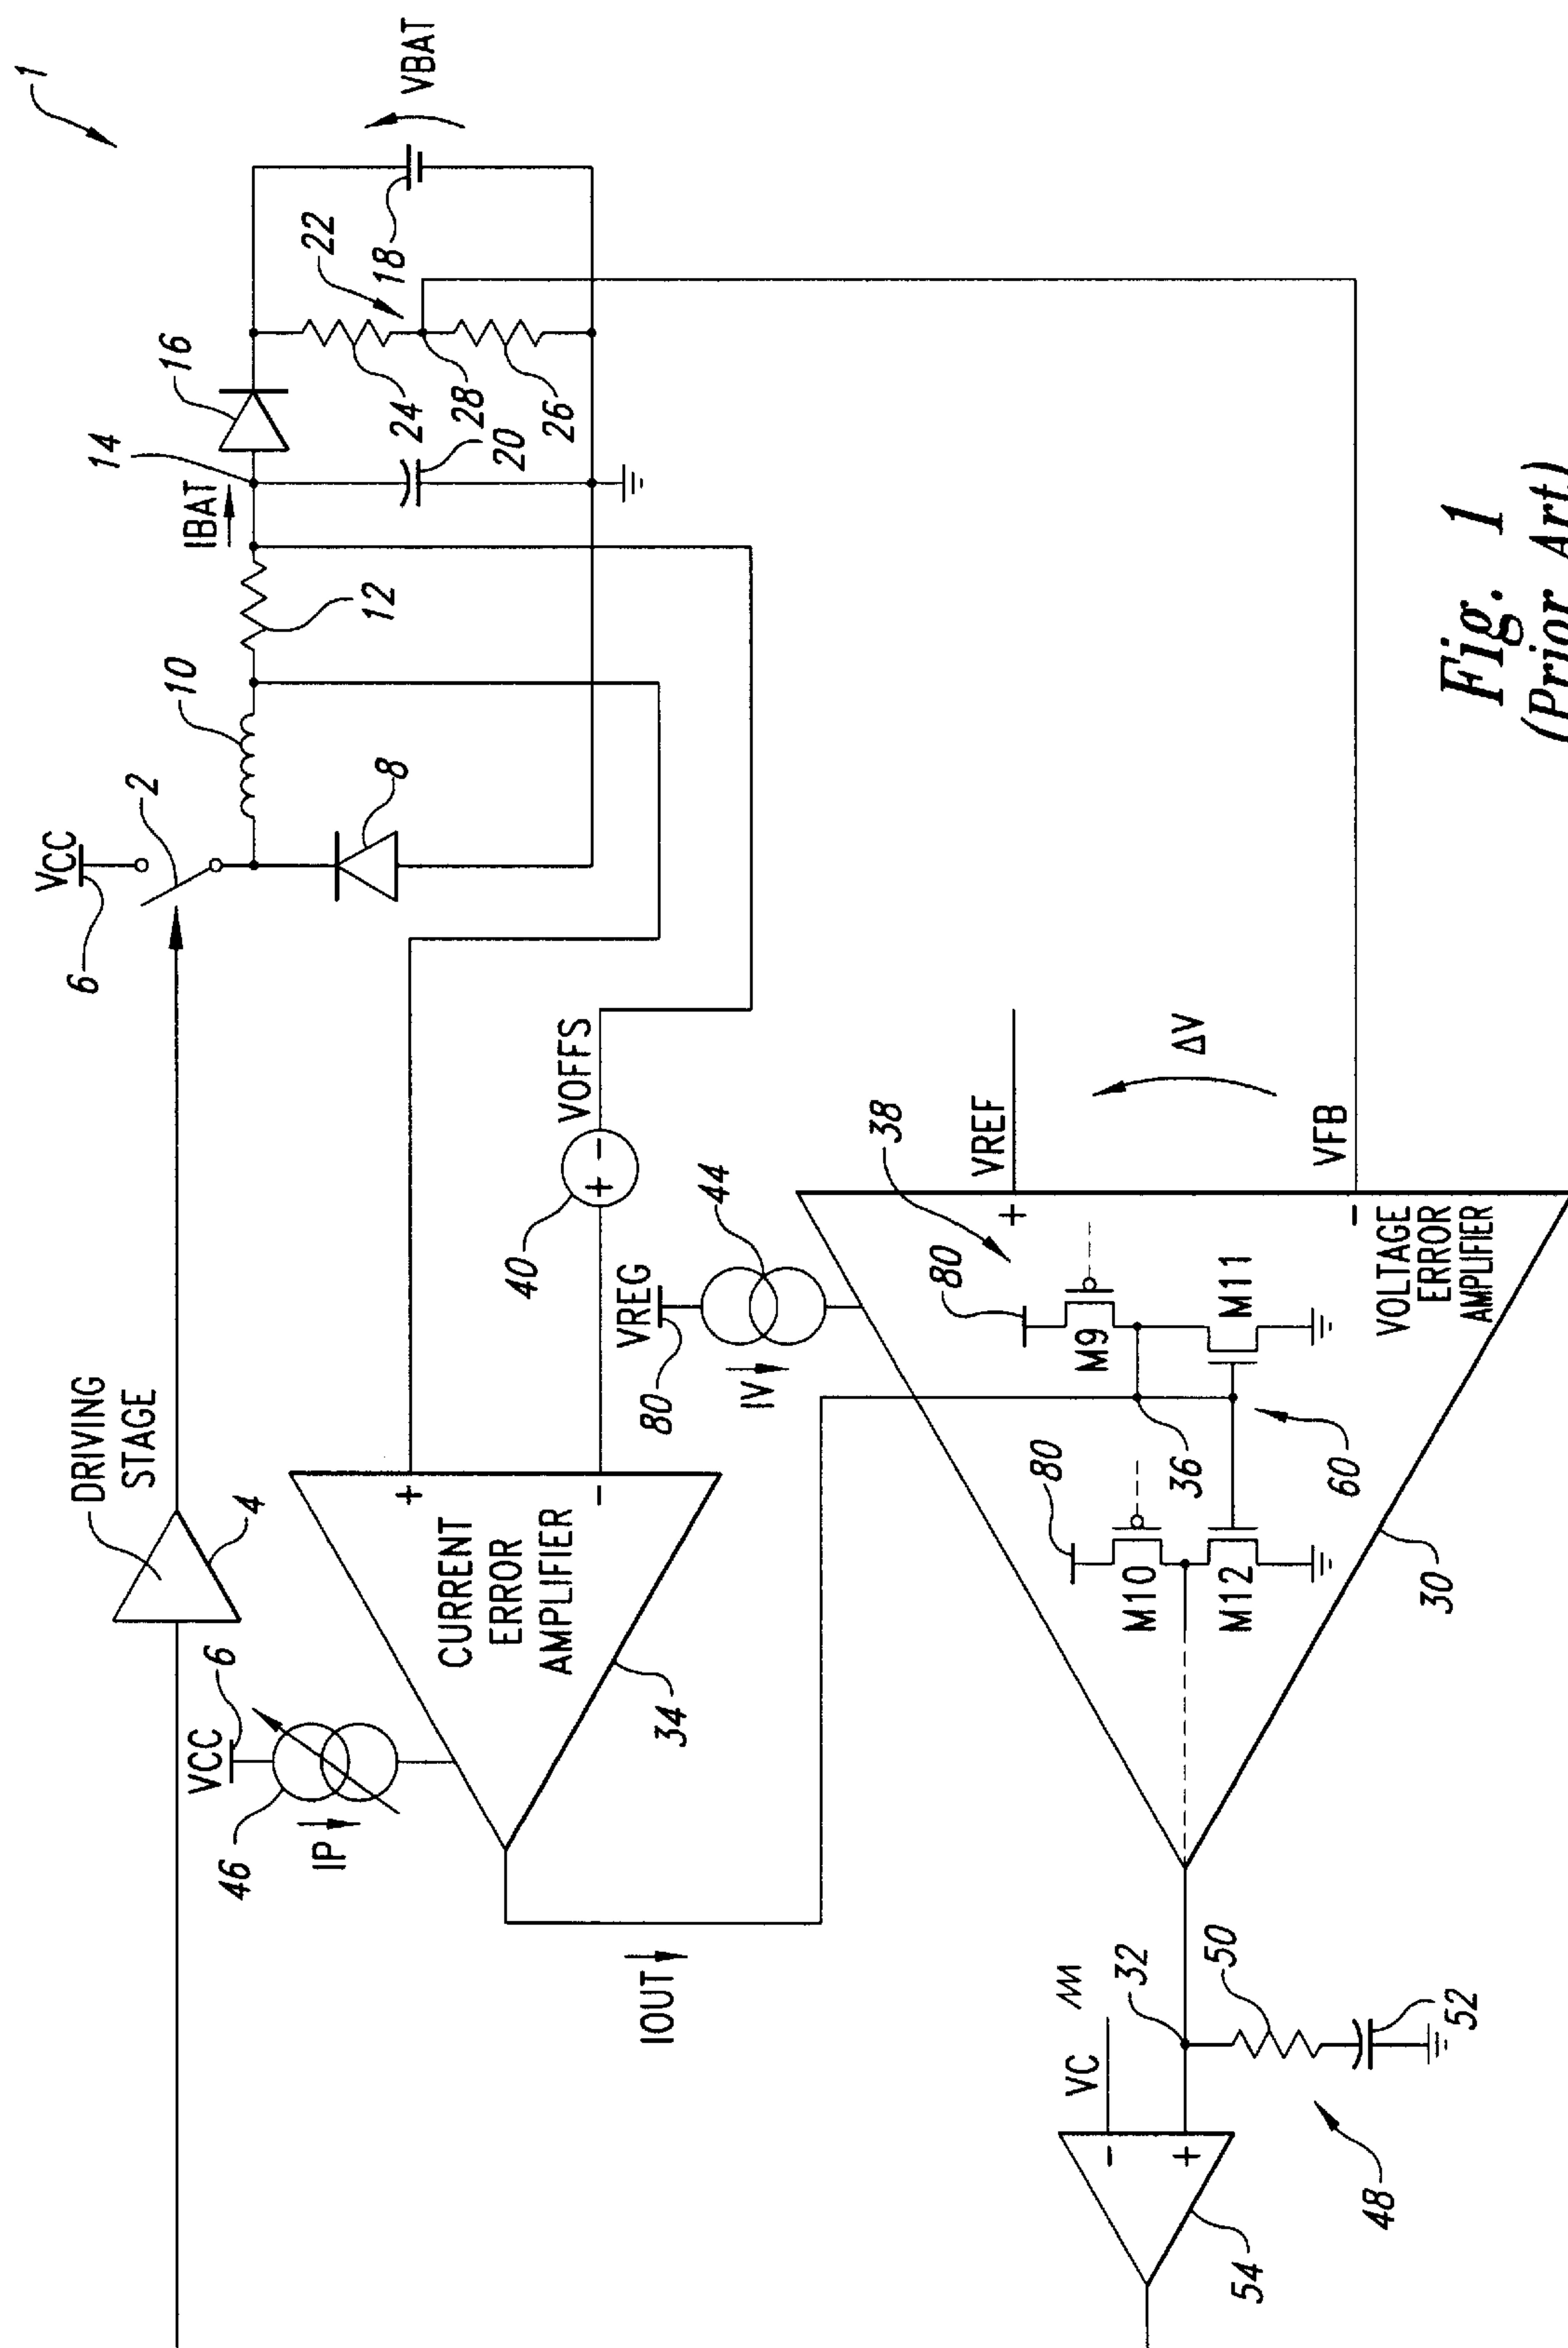 1
VCC
6
2
10
12
IBAT
14
16
22
18
VBAT
8
24
28
20
26
DRIVING
STAGE
4
VCC
6
46
IP
CURRENT
ERROR
AMPLIFIER
+
-
34
40
+ -
VOFFS
IOUT
VREG
80
IV
44
38
80
M9
M11
36
60
80
M10
M12
30
VREF
+
ΔV
VFB
-
VOLTAGE
ERROR
AMPLIFIER
VC
-
+
32
50
52
48
54
Fig. 1
(Prior Art)